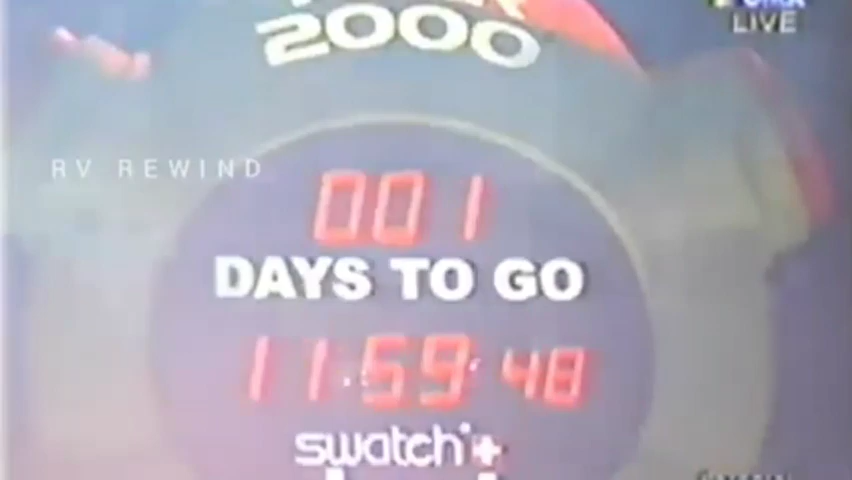 2000
LIVE
RV REWIND
001
DAYS TO GO
11:59:48
swatch+